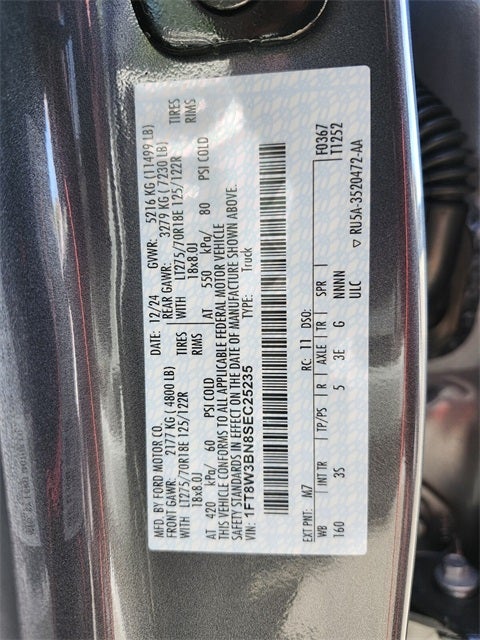 MFD. BY FORD MOTOR CO.
DATE: 12/24 GVWR: 5216 KG (11499 LB)
FRONT GAWR: 2177 KG (4800 LB) REAR GAWR: 3279 KG (7230 LB)
WITH LT275/70R18E 125/122R TIRES WITH LT275/70R18E 125/122R TIRES
18x8.0J RIMS 18x8.0J RIMS
AT 420 kPa/ 60 PSI COLD AT 550 kPa/ 80 PSI COLD
THIS VEHICLE CONFORMS TO ALL APPLICABLE FEDERAL MOTOR VEHICLE
SAFETY STANDARDS IN EFFECT ON THE DATE OF MANUFACTURE SHOWN ABOVE.
VIN: 1FT8W3BN8SEC25235 TYPE: Truck
F0367
T1252
EXT PNT: M7 RC: 11 DSO:
WB INT TR TP/PS R AXLE TR SPR
160 3S 5 3E G NNNN
ULC
▽ RU5A-3520472-AA